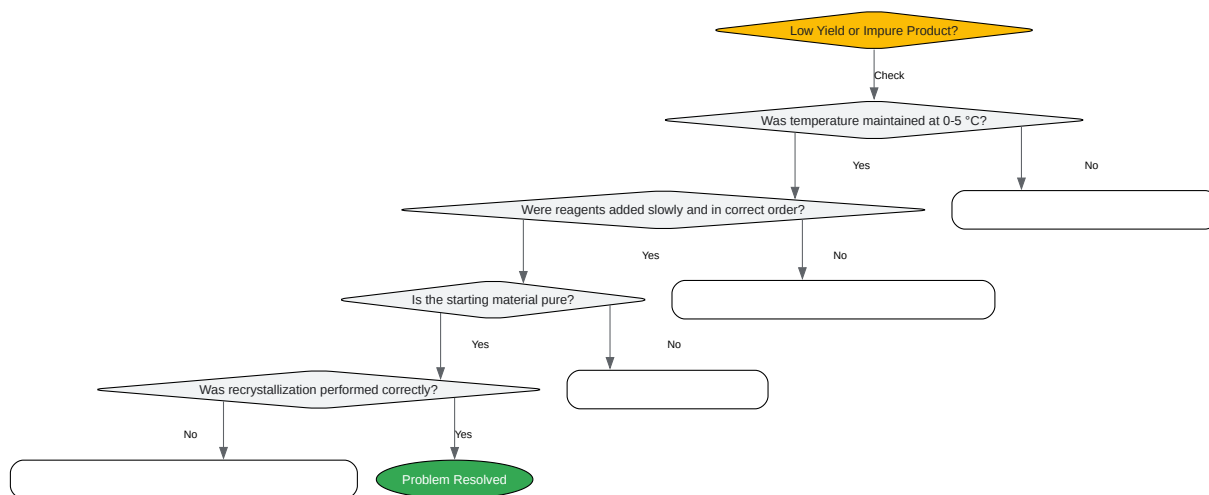 Low Yield or Impure Product?
Check
Was temperature maintained at 0-5 °C?
Yes
No
Were reagents added slowly and in correct order?
Yes
No
Is the starting material pure?
Yes
No
Was recrystallization performed correctly?
No
Yes
Problem Resolved